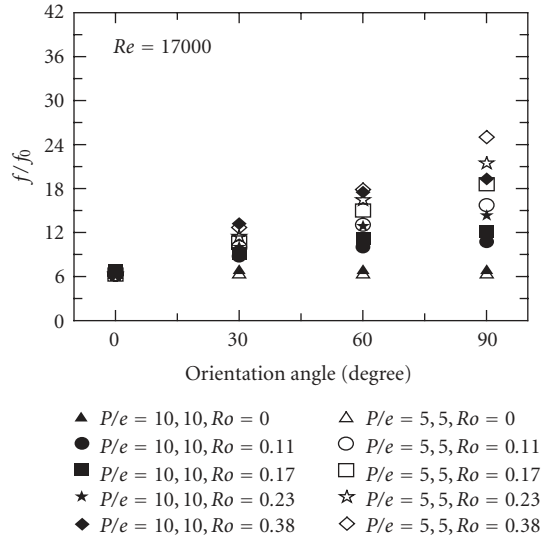 42
36
30
24
18
12
6
0
f/f0
Re = 17000
0 30 60 90
Orientation angle (degree)
P/e = 10, 10, Ro = 0
P/e = 10, 10, Ro = 0.11
P/e = 10, 10, Ro = 0.17
P/e = 10, 10, Ro = 0.23
P/e = 10, 10, Ro = 0.38
P/e = 5, 5, Ro = 0
P/e = 5, 5, Ro = 0.11
P/e = 5, 5, Ro = 0.17
P/e = 5, 5, Ro = 0.23
P/e = 5, 5, Ro = 0.38